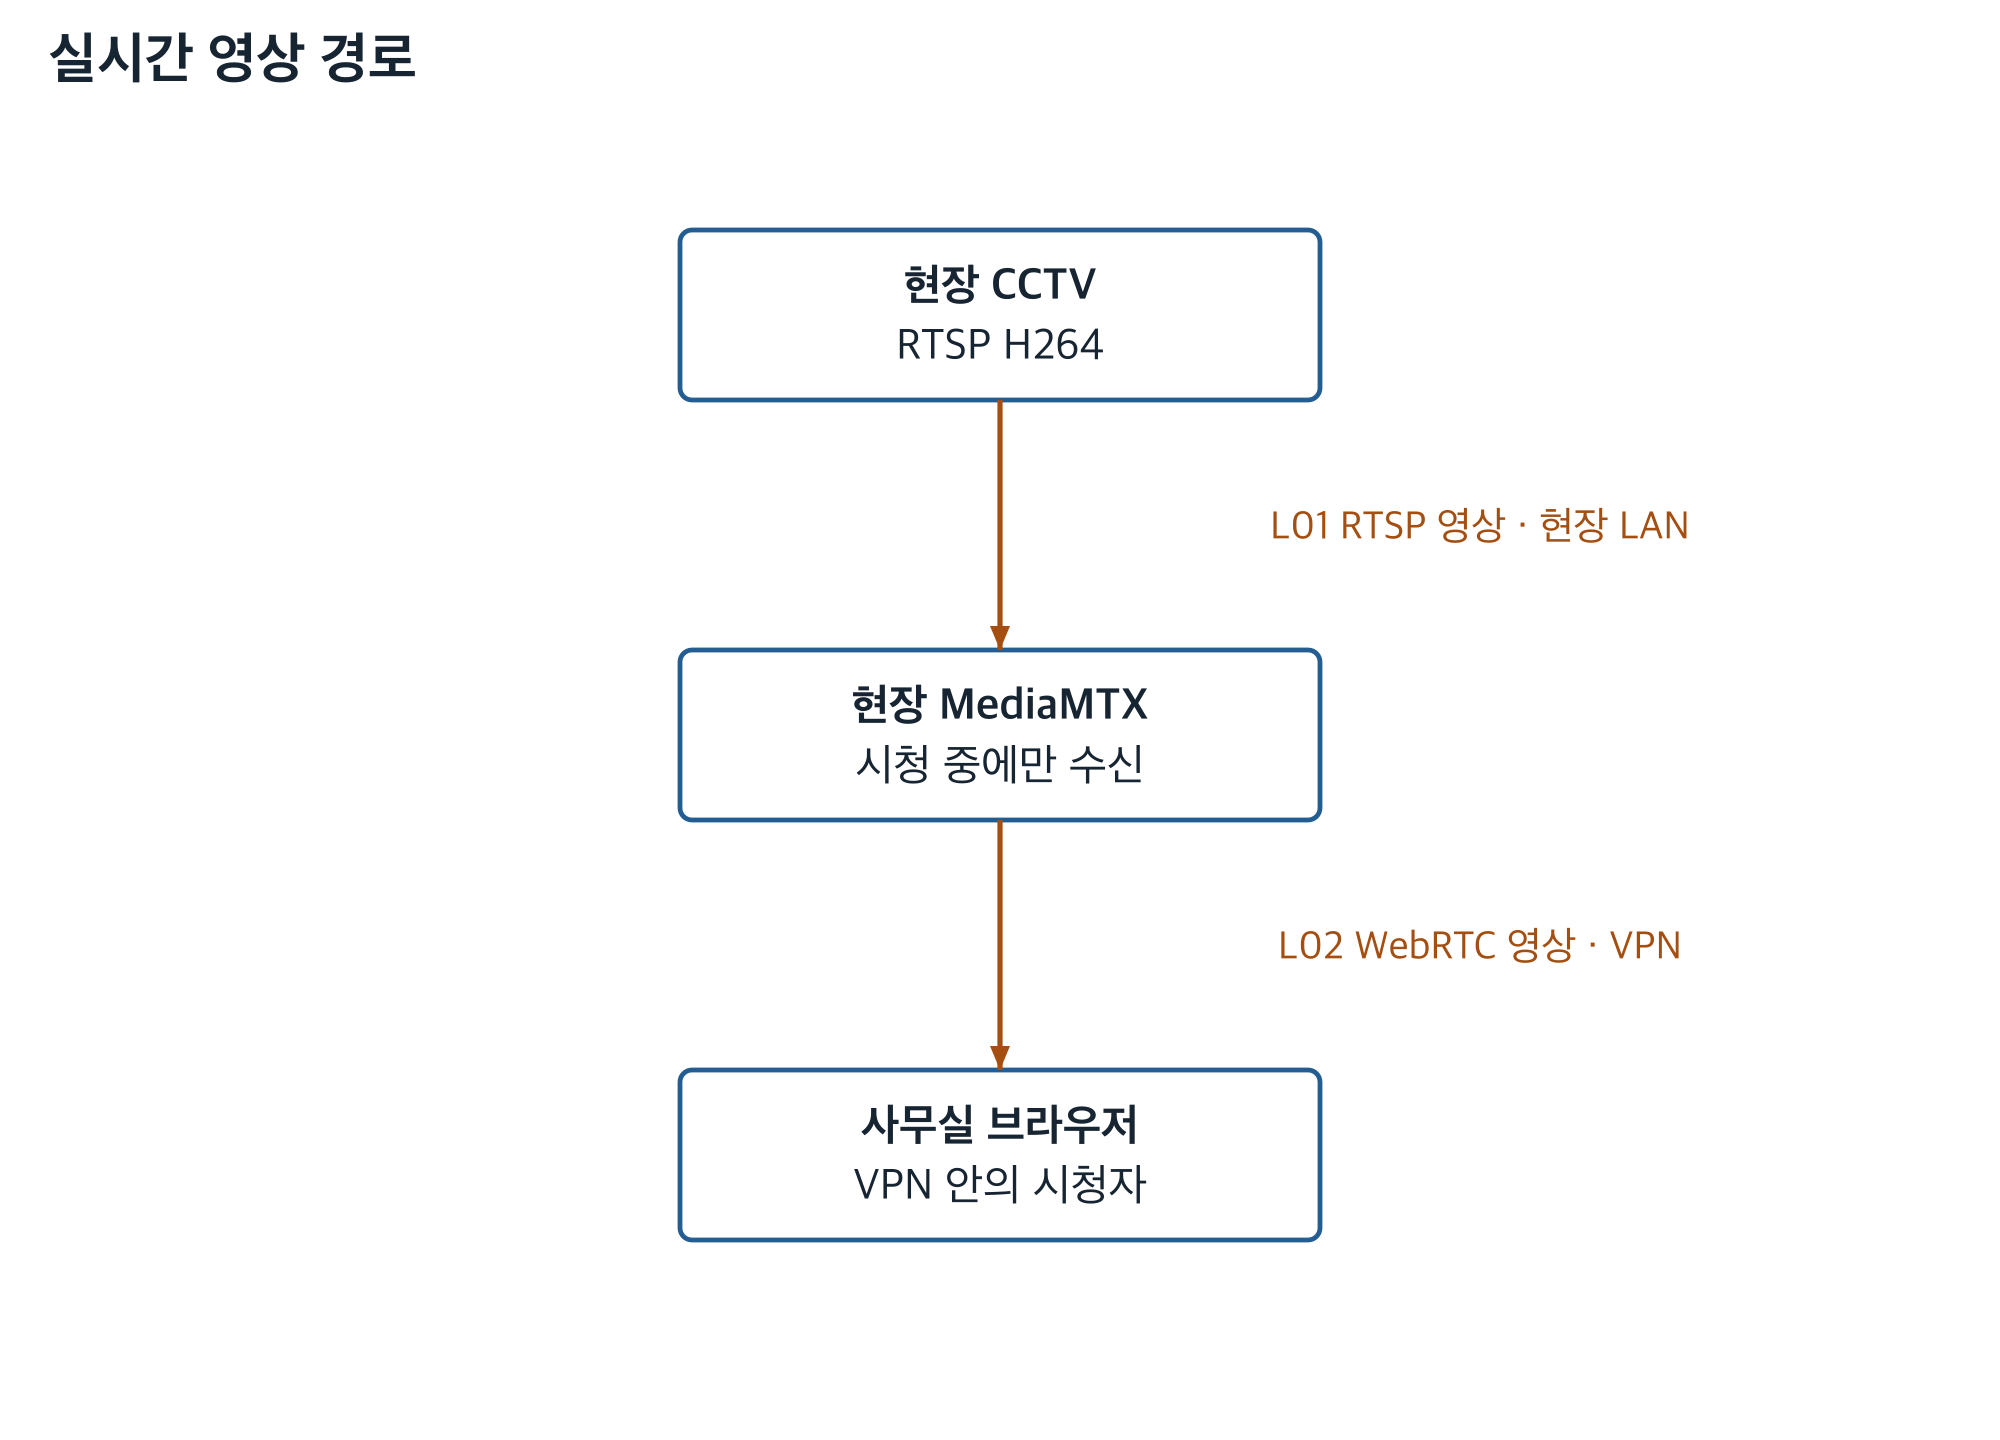 실시간 영상 경로
현장 CCTV
RTSP H264
L01 RTSP 영상 · 현장 LAN
현장 MediaMTX
시청 중에만 수신
L02 WebRTC 영상 · VPN
사무실 브라우저
VPN 안의 시청자